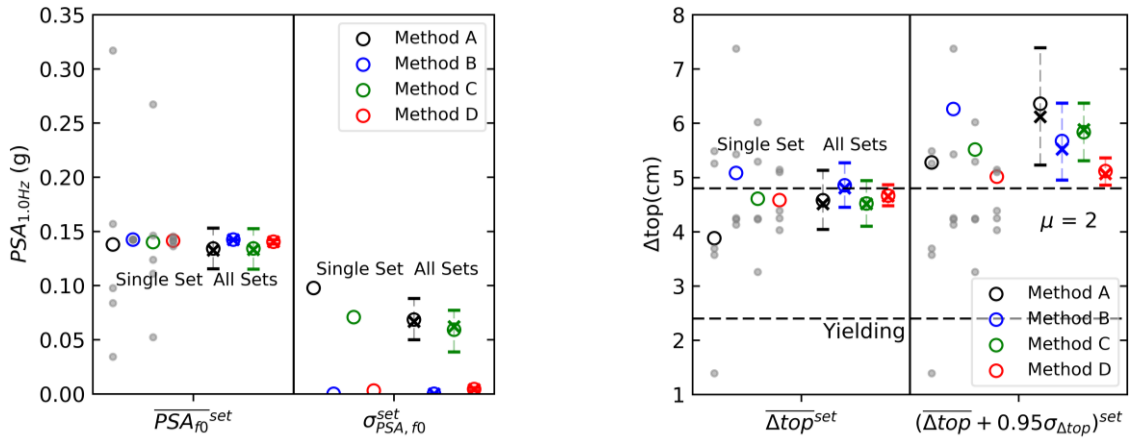 0.35
0.30
0.25
0.20
0.15
0.10
0.05
0.00
PSA1.0Hz (g)
Method A
Method B
Method C
Method D
Single Set
All Sets
Single Set
All Sets
PSAf0set
σPSA, f0set
8
7
6
5
4
3
2
1
Δtop(cm)
Single Set
All Sets
μ = 2
Method A
Method B
Method C
Method D
Yielding
Δtopset
(Δtop + 0.95σΔtop)set